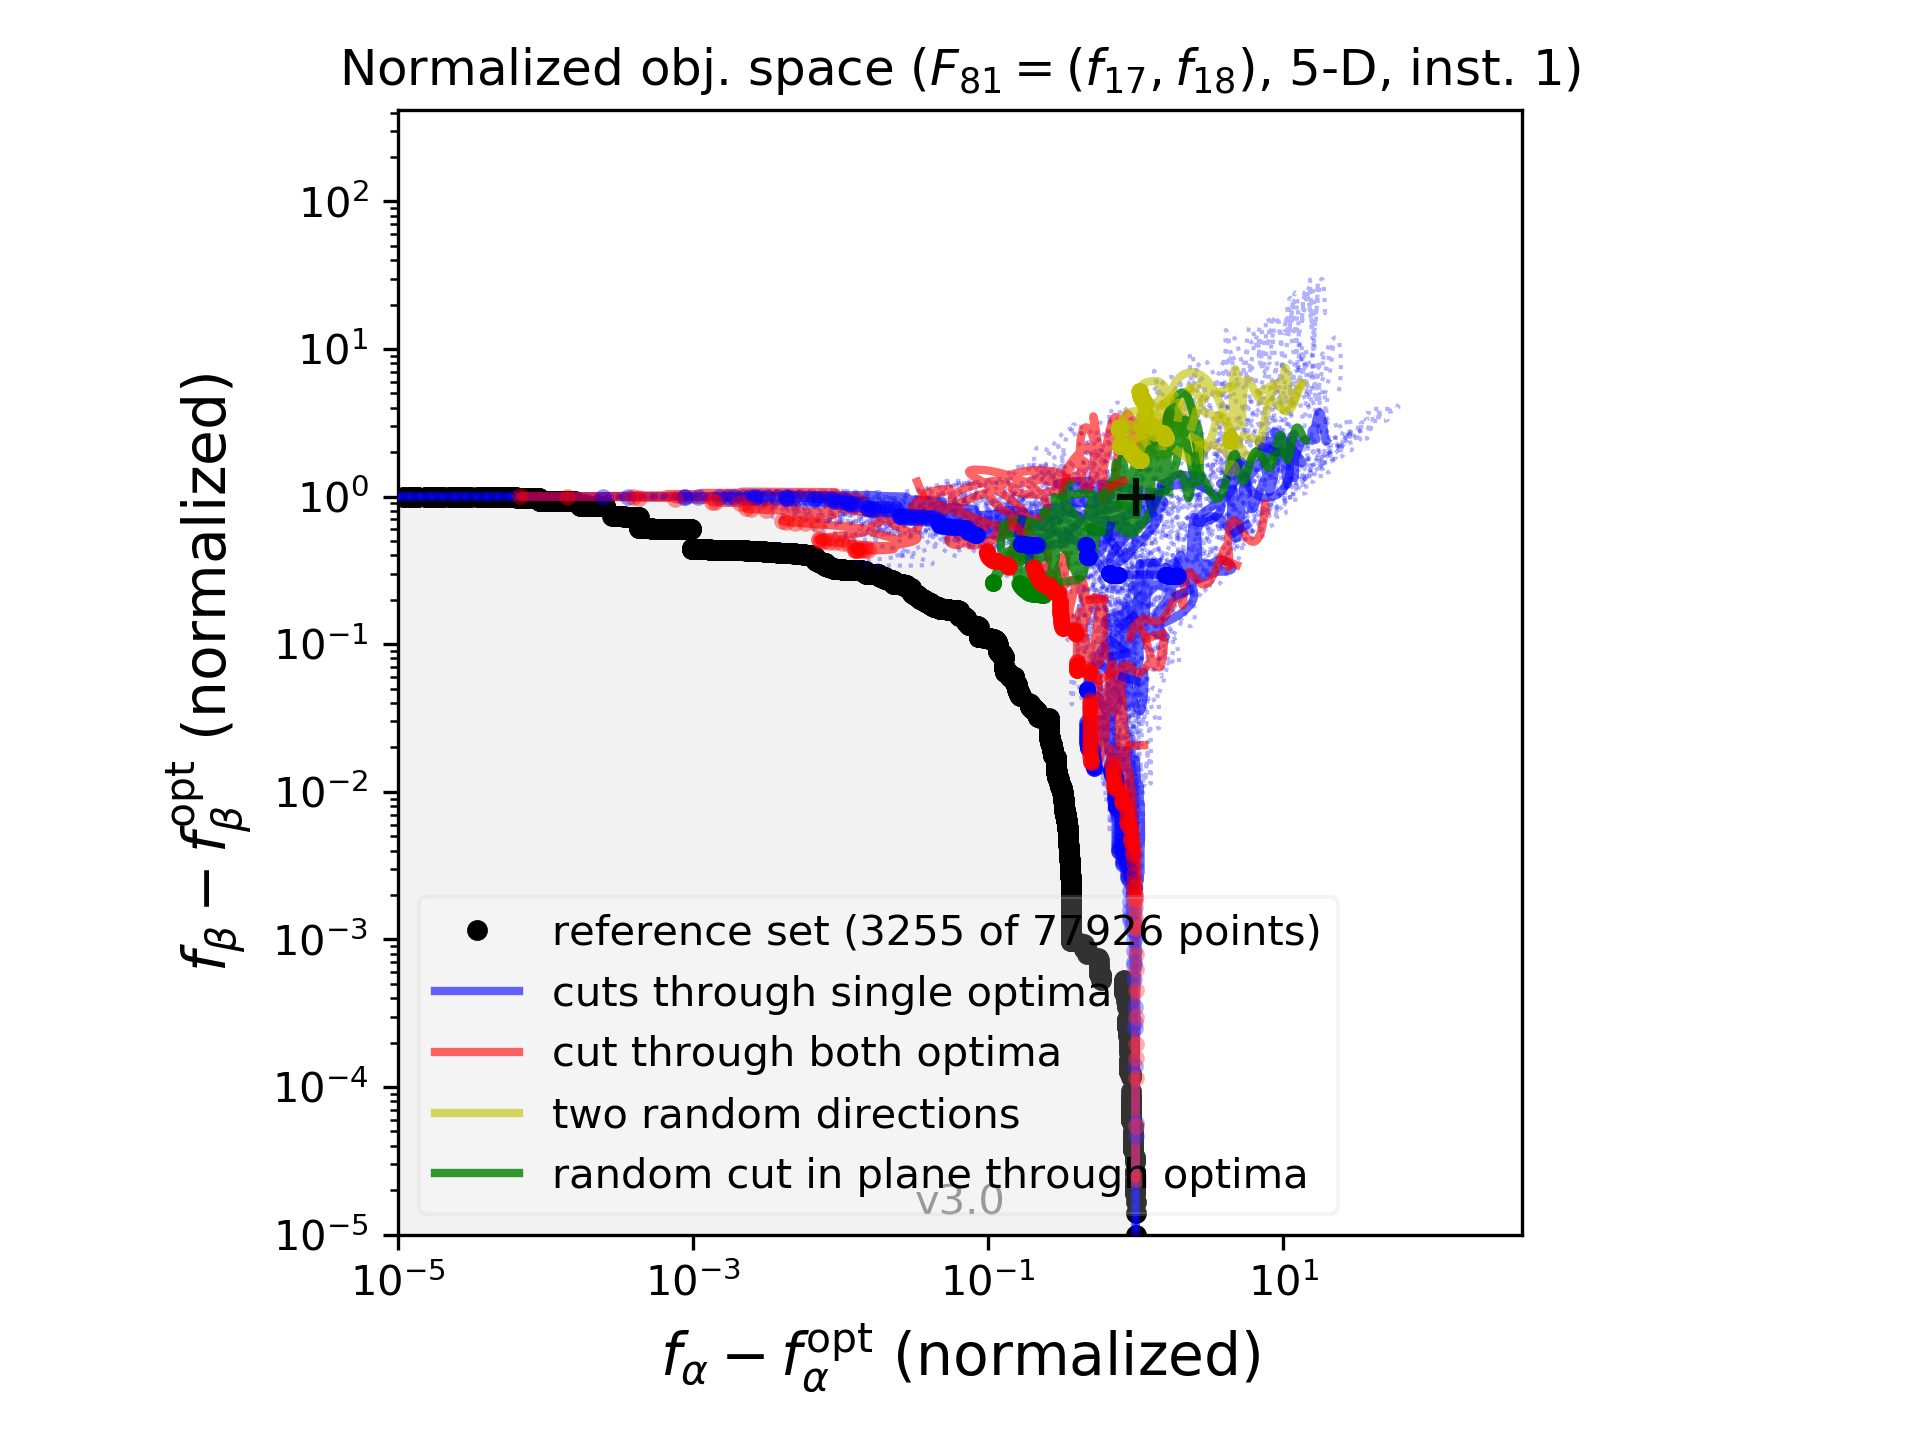 Normalized obj. space (F₈₁ = (f₁₇, f₁₈), 5-D, inst. 1)
10²
10¹
10⁰
10⁻¹
10⁻²
10⁻³
10⁻⁴
10⁻⁵
f_β − f_β^opt (normalized)
reference set (3255 of 77926 points)
cuts through single optima
cut through both optima
two random directions
random cut in plane through optima
v3.0
10⁻⁵ 10⁻³ 10⁻¹ 10¹
f_α − f_α^opt (normalized)